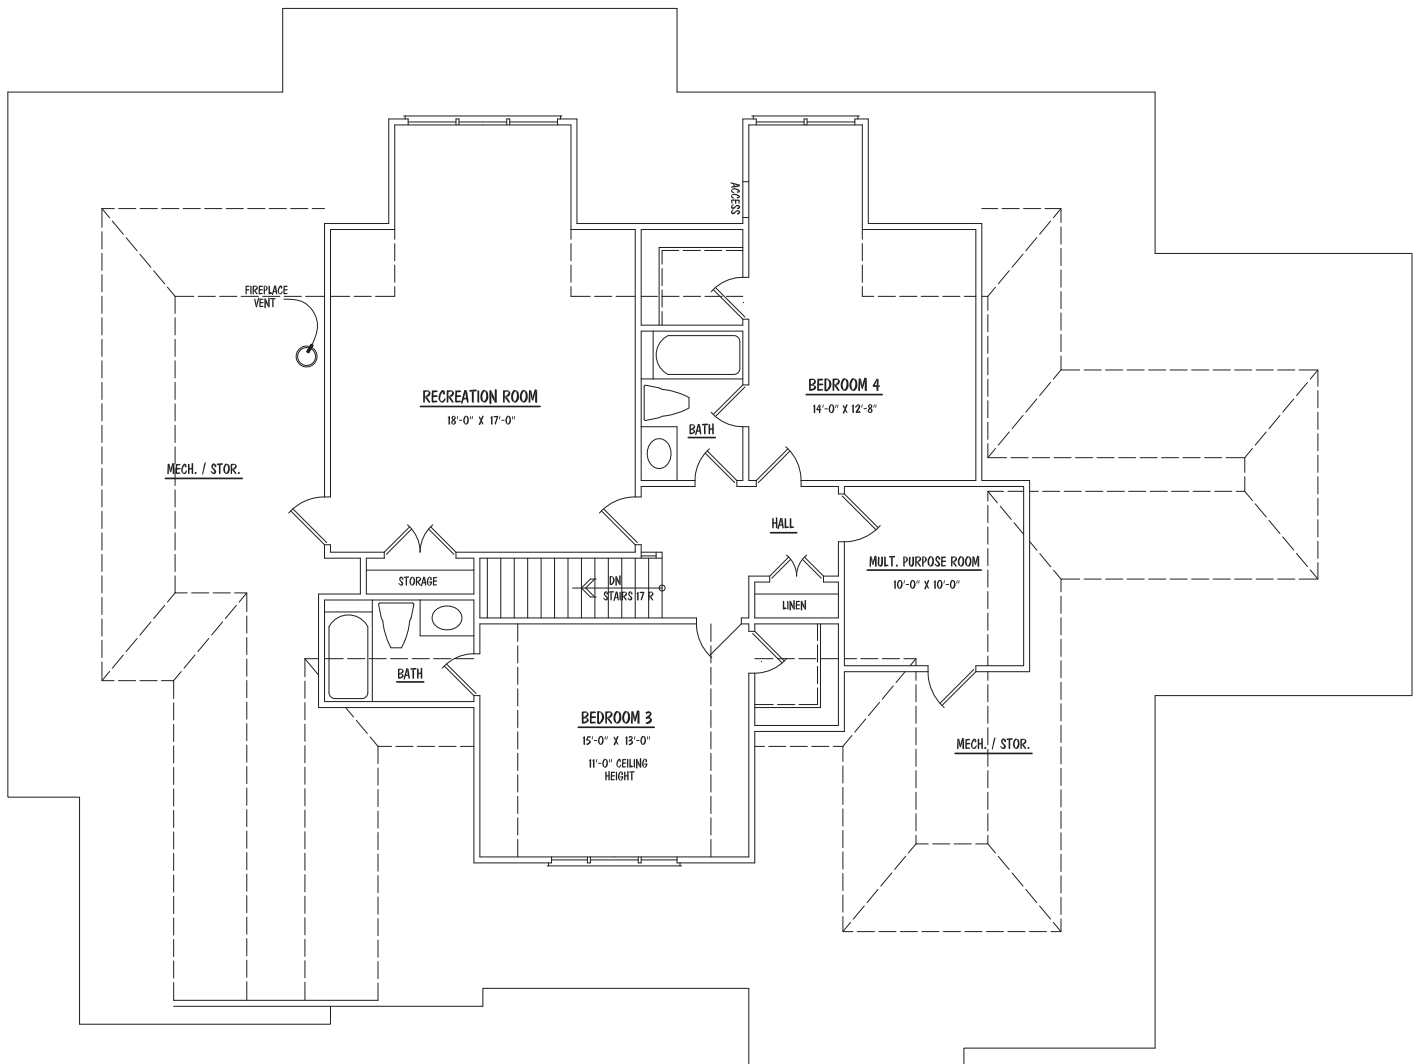 ACCESS
FIREPLACE
VENT
RECREATION ROOM
18'-0" X 17'-0"
BEDROOM 4
14'-0" X 12'-8"
BATH
MECH. / STOR.
HALL
MULT. PURPOSE ROOM
10'-0" X 10'-0"
STORAGE
DN
STAIRS 17 R
LINEN
BATH
BEDROOM 3
15'-0" X 13'-0"
11'-0" CEILING
HEIGHT
MECH. / STOR.